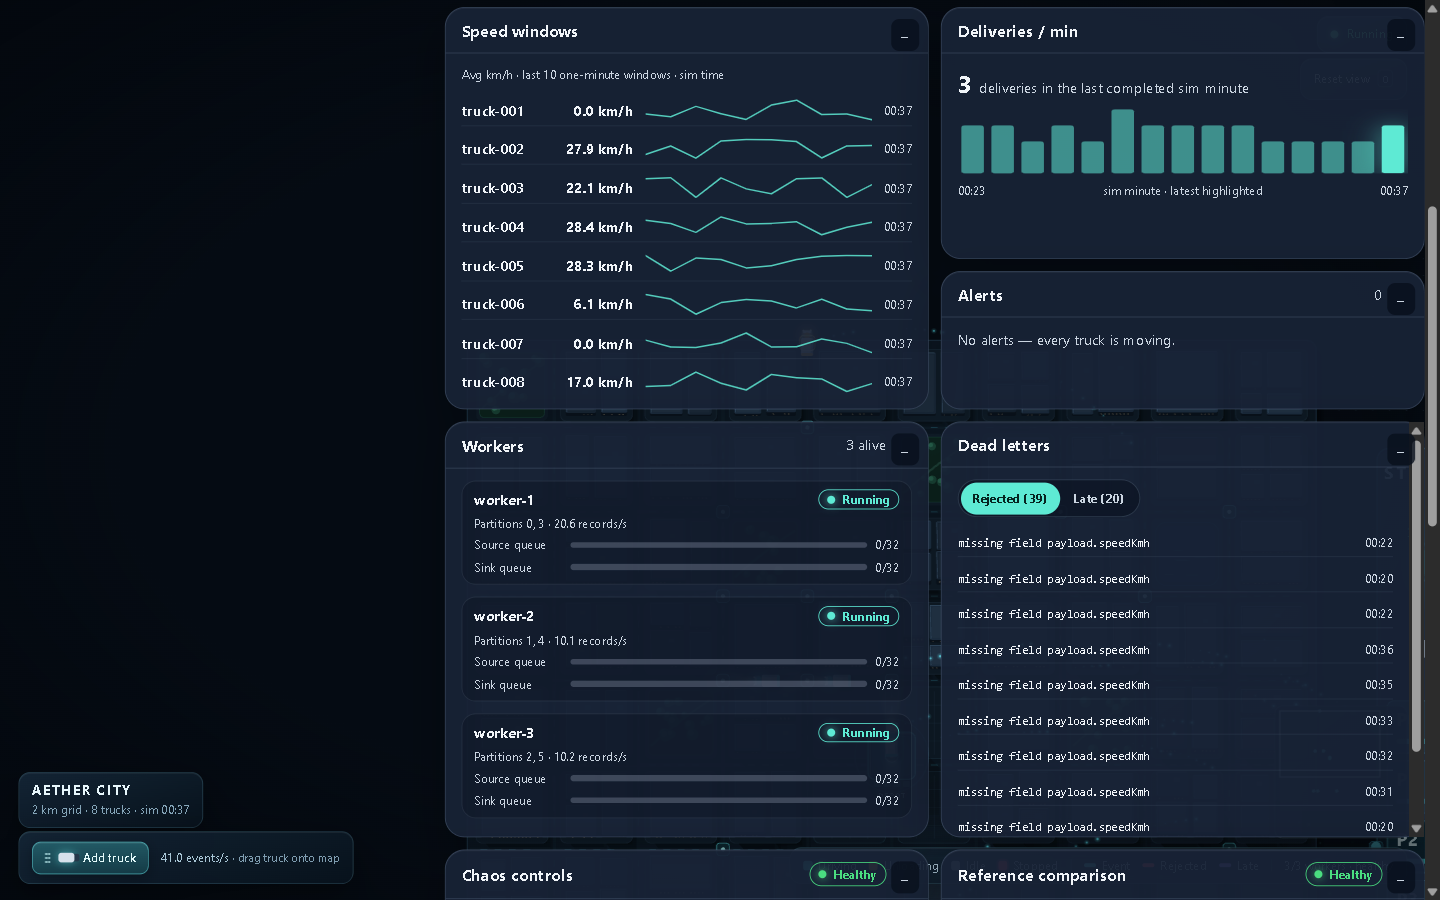 Speed windows
Avg km/h · last 10 one-minute windows · sim time
truck-001 0.0 km/h 00:37
truck-002 27.9 km/h 00:37
truck-003 22.1 km/h 00:37
truck-004 28.4 km/h 00:37
truck-005 28.3 km/h 00:37
truck-006 6.1 km/h 00:37
truck-007 0.0 km/h 00:37
truck-008 17.0 km/h 00:37
Deliveries / min
Reset view
3 deliveries in the last completed sim minute
00:23 sim minute · latest highlighted 00:37
Alerts 0
No alerts — every truck is moving.
Workers 3 alive
worker-1 Running
Partitions 0, 3 · 20.6 records/s
Source queue 0/32
Sink queue 0/32
worker-2 Running
Partitions 1, 4 · 10.1 records/s
Source queue 0/32
Sink queue 0/32
worker-3 Running
Partitions 2, 5 · 10.2 records/s
Source queue 0/32
Sink queue 0/32
Dead letters
Rejected (39) Late (20)
missing field payload.speedKmh 00:22
missing field payload.speedKmh 00:20
missing field payload.speedKmh 00:22
missing field payload.speedKmh 00:36
missing field payload.speedKmh 00:35
missing field payload.speedKmh 00:33
missing field payload.speedKmh 00:32
missing field payload.speedKmh 00:31
missing field payload.speedKmh 00:20
P2
Chaos controls Healthy
Reference comparison Healthy
AETHER CITY
2 km grid · 8 trucks · sim 00:37
Add truck 41.0 events/s · drag truck onto map